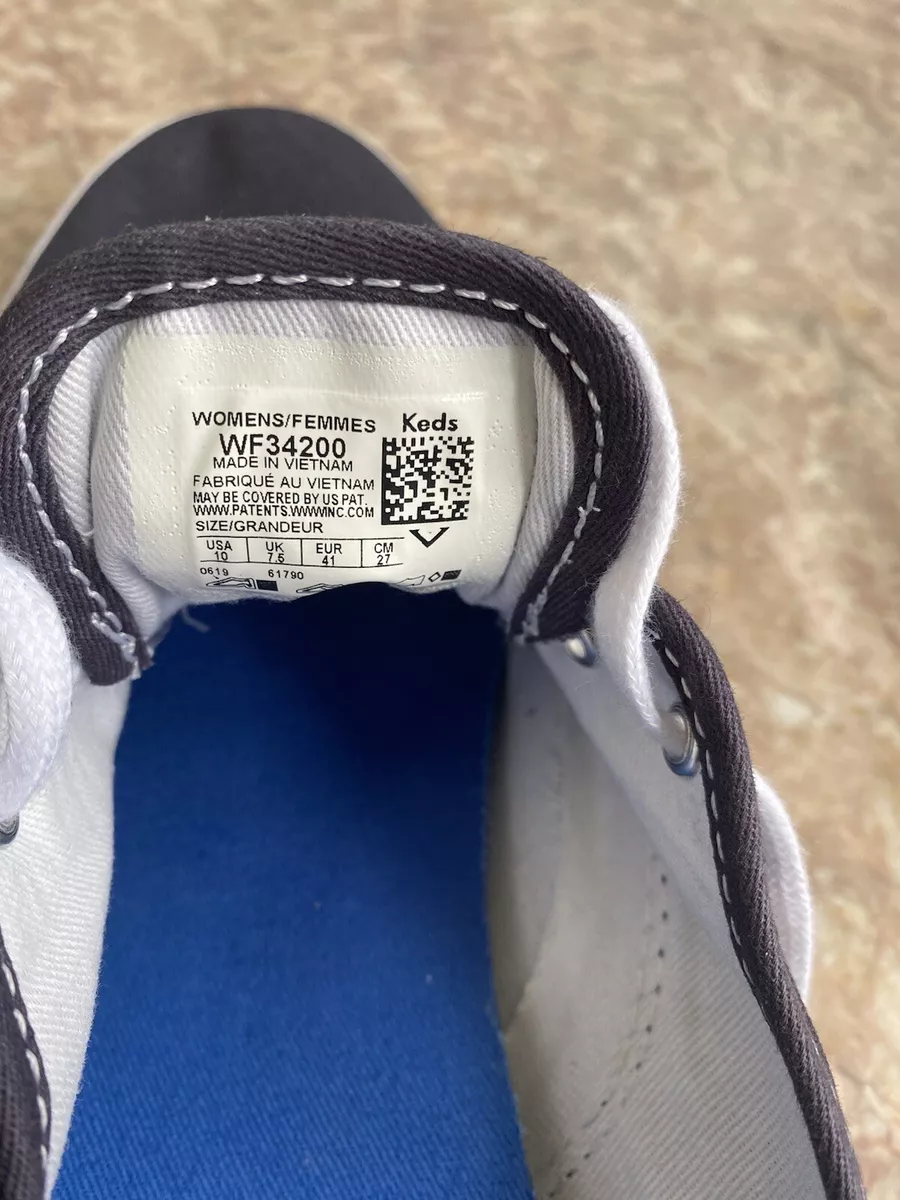 WOMENS/FEMMES Keds
WF34200
MADE IN VIETNAM
FABRIQUÉ AU VIETNAM
MAY BE COVERED BY US PAT.
WWW.PATENTS.WWWINC.COM
SIZE/GRANDEUR
USA UK EUR CM
10 7.5 41 27
0619 61790